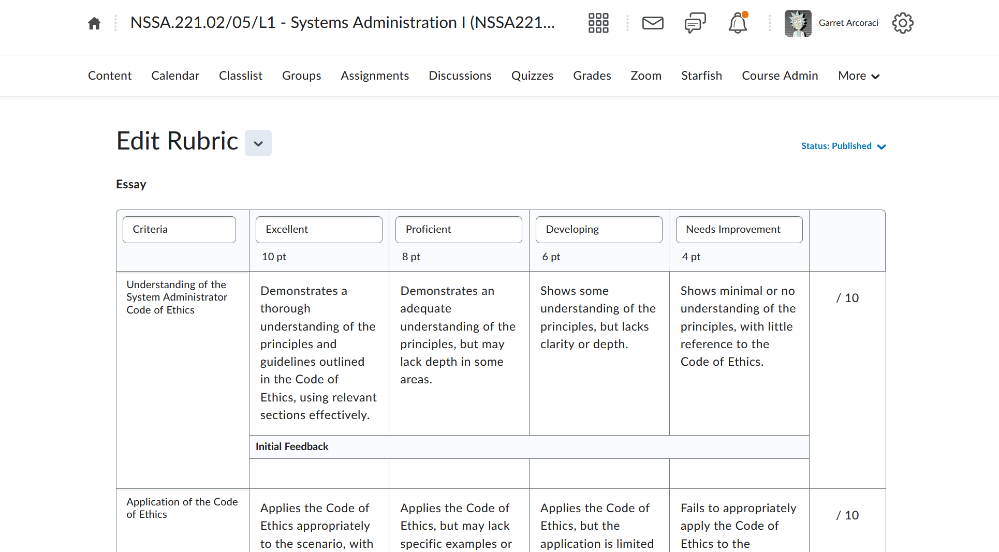 NSSA.221.02/05/L1 - Systems Administration I (NSSA221...
Garret Arcoraci
Content Calendar Classlist Groups Assignments Discussions Quizzes Grades Zoom Starfish Course Admin More
Edit Rubric
Status: Published
Essay
Criteria
Excellent
10 pt
Proficient
8 pt
Developing
6 pt
Needs Improvement
4 pt
Understanding of the
System Administrator
Code of Ethics
Demonstrates a
thorough
understanding of the
principles and
guidelines outlined
in the Code of
Ethics, using relevant
sections effectively.
Demonstrates an
adequate
understanding of the
principles, but may
lack depth in some
areas.
Shows some
understanding of the
principles, but lacks
clarity or depth.
Shows minimal or no
understanding of the
principles, with little
reference to the
Code of Ethics.
/ 10
Initial Feedback
Application of the Code
of Ethics
Applies the Code of
Ethics appropriately
to the scenario, with
Applies the Code of
Ethics, but may lack
specific examples or
Applies the Code of
Ethics, but the
application is limited
Fails to appropriately
apply the Code of
Ethics to the
/ 10